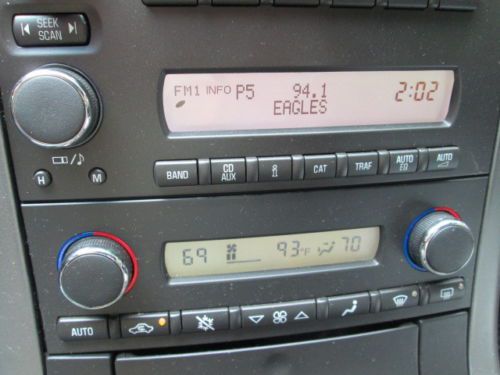 SEEK
SCAN
FM1 INFO P5 94.1 2:02
EAGLES
H M
BAND CD AUX i CAT TRAF AUTO EQ AUTO
69 93°F 70
AUTO